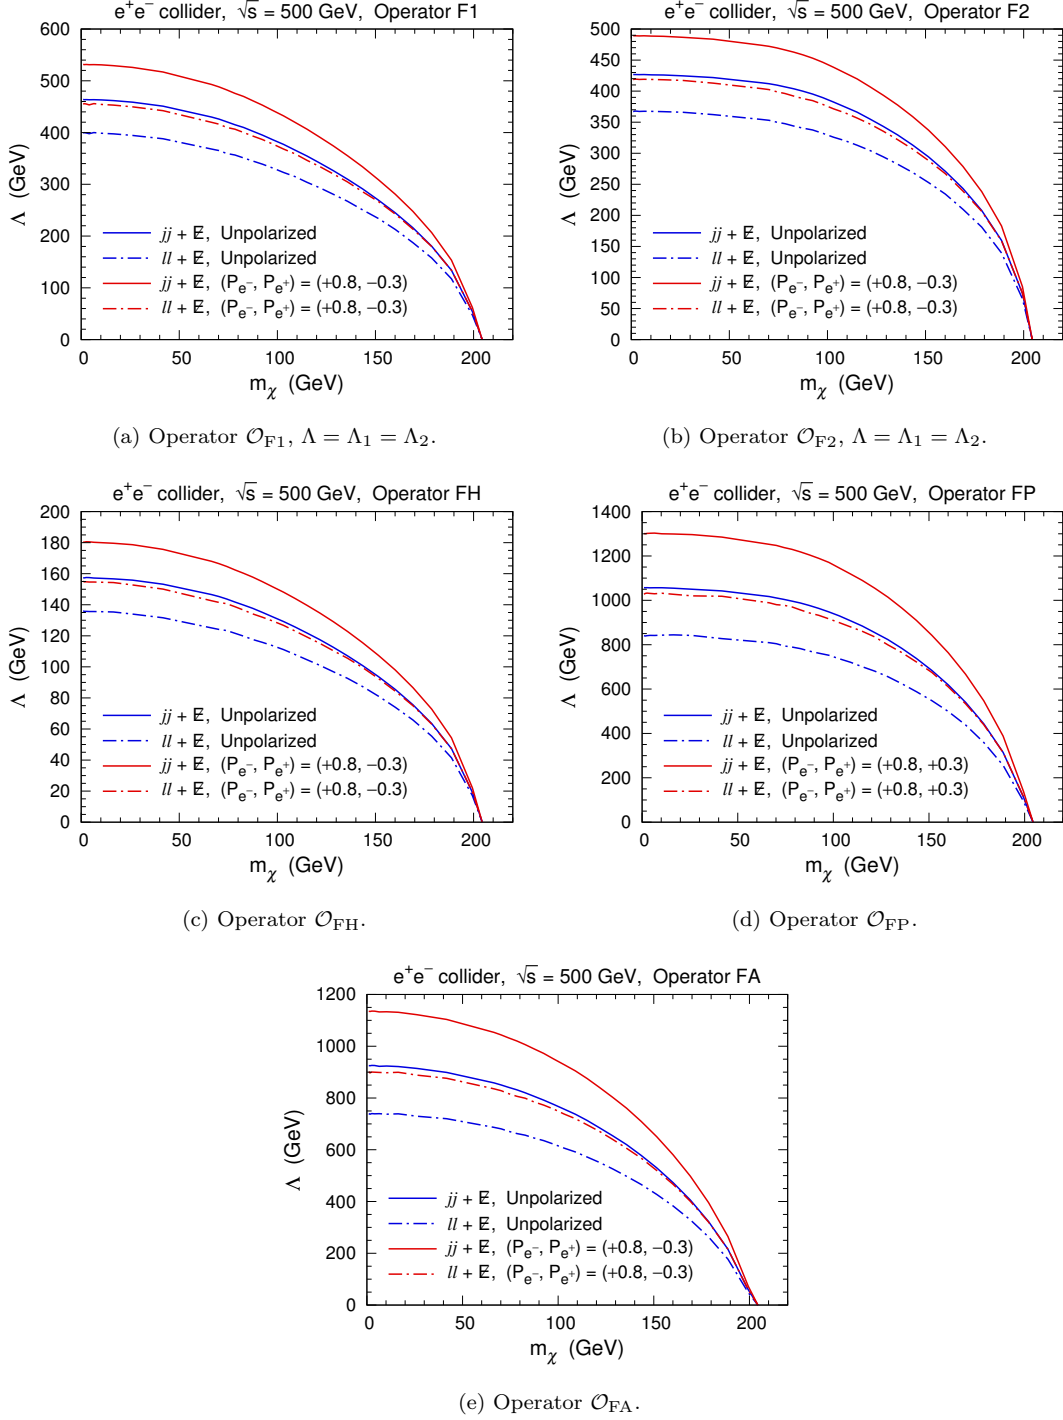 e⁺e⁻ collider, √s = 500 GeV, Operator F1
Λ (GeV)
600
500
400
300
200
100
0
jj + E̸, Unpolarized
ll + E̸, Unpolarized
jj + E̸, (Pₑ₋, Pₑ₊) = (+0.8, −0.3)
ll + E̸, (Pₑ₋, Pₑ₊) = (+0.8, −0.3)
0 50 100 150 200
mχ (GeV)
(a) Operator 𝒪F1, Λ = Λ₁ = Λ₂.
e⁺e⁻ collider, √s = 500 GeV, Operator F2
Λ (GeV)
500
450
400
350
300
250
200
150
100
50
0
jj + E̸, Unpolarized
ll + E̸, Unpolarized
jj + E̸, (Pₑ₋, Pₑ₊) = (+0.8, −0.3)
ll + E̸, (Pₑ₋, Pₑ₊) = (+0.8, −0.3)
0 50 100 150 200
mχ (GeV)
(b) Operator 𝒪F2, Λ = Λ₁ = Λ₂.
e⁺e⁻ collider, √s = 500 GeV, Operator FH
Λ (GeV)
200
180
160
140
120
100
80
60
40
20
0
jj + E̸, Unpolarized
ll + E̸, Unpolarized
jj + E̸, (Pₑ₋, Pₑ₊) = (+0.8, −0.3)
ll + E̸, (Pₑ₋, Pₑ₊) = (+0.8, −0.3)
0 50 100 150 200
mχ (GeV)
(c) Operator 𝒪FH.
e⁺e⁻ collider, √s = 500 GeV, Operator FP
Λ (GeV)
1400
1200
1000
800
600
400
200
0
jj + E̸, Unpolarized
ll + E̸, Unpolarized
jj + E̸, (Pₑ₋, Pₑ₊) = (+0.8, +0.3)
ll + E̸, (Pₑ₋, Pₑ₊) = (+0.8, +0.3)
0 50 100 150 200
mχ (GeV)
(d) Operator 𝒪FP.
e⁺e⁻ collider, √s = 500 GeV, Operator FA
Λ (GeV)
1200
1000
800
600
400
200
0
jj + E̸, Unpolarized
ll + E̸, Unpolarized
jj + E̸, (Pₑ₋, Pₑ₊) = (+0.8, −0.3)
ll + E̸, (Pₑ₋, Pₑ₊) = (+0.8, −0.3)
0 50 100 150 200
mχ (GeV)
(e) Operator 𝒪FA.